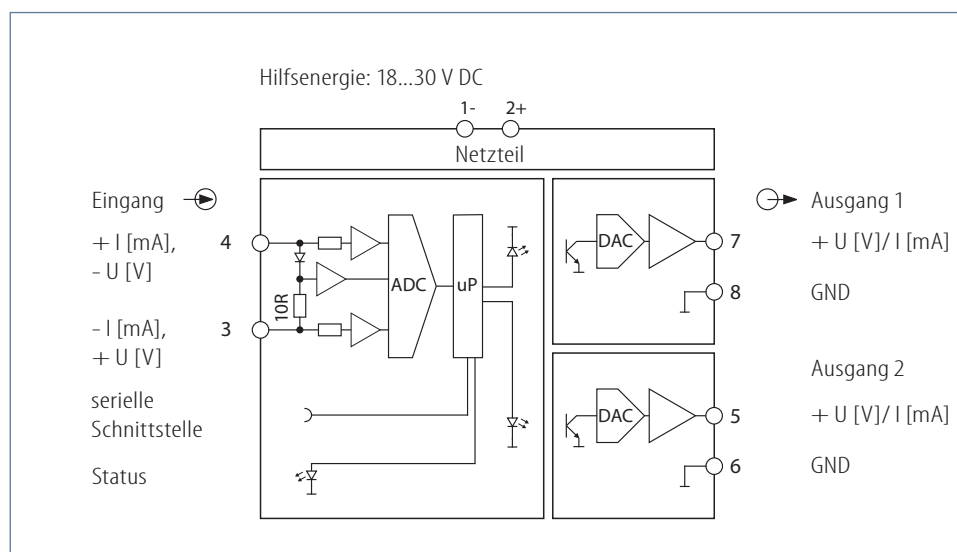 Hilfsenergie: 18...30 V DC
1-
2+
Netzteil
Eingang
+ I [mA],
- U [V]
4
10R
ADC
uP
- I [mA],
+ U [V]
3
serielle
Schnittstelle
Status
Ausgang 1
DAC
7
+ U [V]/ I [mA]
8
GND
Ausgang 2
DAC
5
+ U [V]/ I [mA]
6
GND